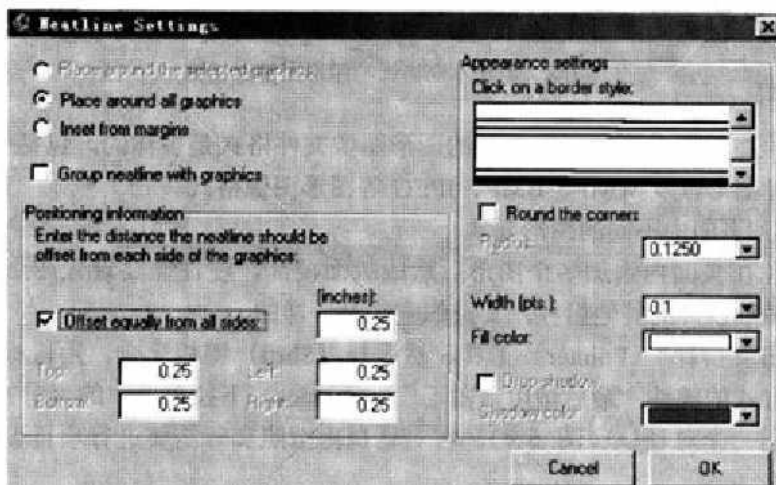 Neatline Settings
Place around the selected graphics
Place around all graphics
Inset from margins
Group neatline with graphics
Positioning information
Enter the distance the neatline should be
offset from each side of the graphics:
(inches):
Offset equally from all sides: 0.25
Top: 0.25 Left: 0.25
Bottom: 0.25 Right: 0.25
Appearance settings
Click on a border style:
Round the corners
Radius: 0.1250
Width (pts.): 0.1
Fill color:
Drop shadow
Shadow color:
Cancel OK